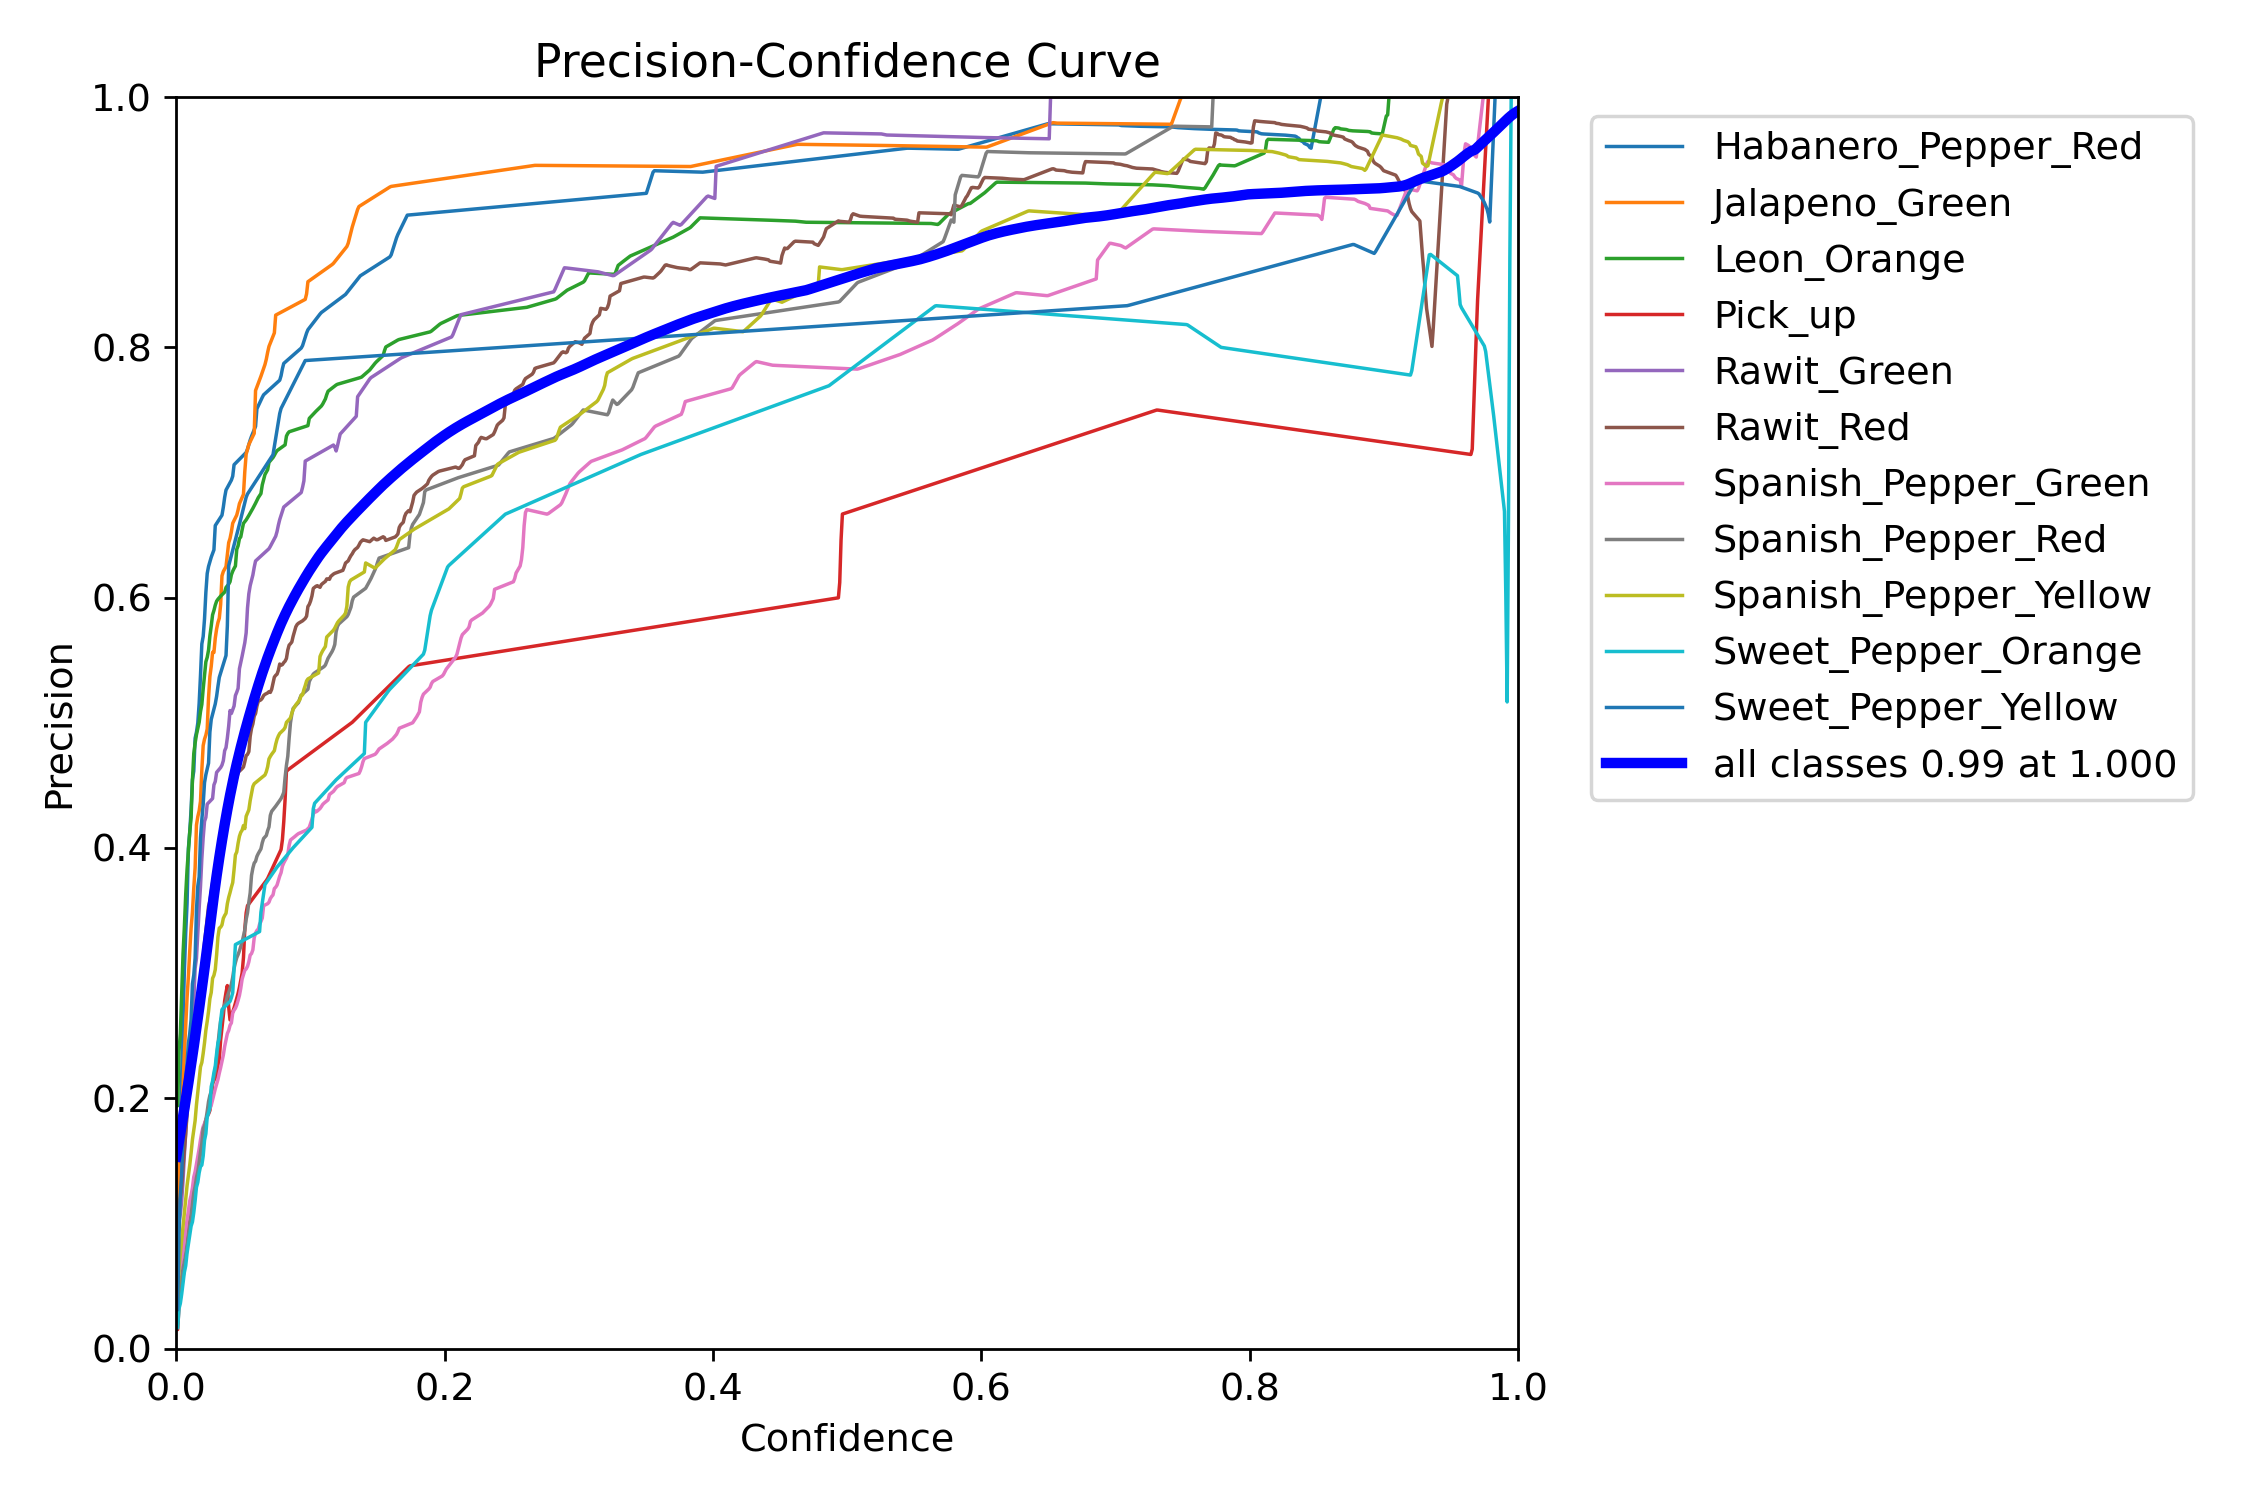 Precision-Confidence Curve
1.0
0.8
0.6
0.4
0.2
0.0
Precision
0.0 0.2 0.4 0.6 0.8 1.0
Confidence
Habanero_Pepper_Red
Jalapeno_Green
Leon_Orange
Pick_up
Rawit_Green
Rawit_Red
Spanish_Pepper_Green
Spanish_Pepper_Red
Spanish_Pepper_Yellow
Sweet_Pepper_Orange
Sweet_Pepper_Yellow
all classes 0.99 at 1.000